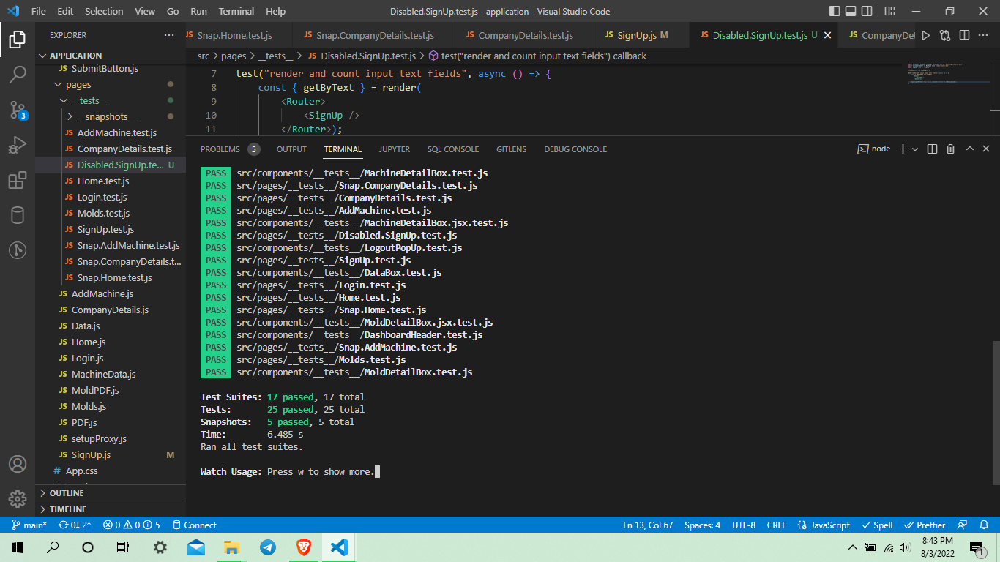 File Edit Selection View Go Run Terminal Help Disabled.SignUp.test.js - application - Visual Studio Code
EXPLORER
JS Snap.Home.test.js JS Snap.CompanyDetails.test.js JS CompanyDetails.test.js JS SignUp.js M JS Disabled.SignUp.test.js U JS CompanyDet
APPLICATION
src > pages > __tests__ > JS Disabled.SignUp.test.js > test("render and count input text fields") callback
JS SubmitButton.js
pages
__tests__
__snapshots__
JS AddMachine.test.js
JS CompanyDetails.test.js
JS Disabled.SignUp.te... U
JS Home.test.js
JS Login.test.js
JS Molds.test.js
JS SignUp.test.js
JS Snap.AddMachine.test.js
JS Snap.CompanyDetails.t...
JS Snap.Home.test.js
JS AddMachine.js
JS CompanyDetails.js
JS Data.js
JS Home.js
JS Login.js
JS MachineData.js
JS MoldPDF.js
JS Molds.js
JS PDF.js
JS setupProxy.js
JS SignUp.js M
# App.css
OUTLINE
TIMELINE
3
7 test("render and count input text fields", async () => {
8 const { getByText } = render(
9 <Router>
10 <SignUp />
11 </Router>);
PROBLEMS 5 OUTPUT TERMINAL JUPYTER SQL CONSOLE GITLENS DEBUG CONSOLE node
PASS src/components/__tests__/MachineDetailBox.test.js
PASS src/pages/__tests__/Snap.CompanyDetails.test.js
PASS src/pages/__tests__/CompanyDetails.test.js
PASS src/pages/__tests__/AddMachine.test.js
PASS src/components/__tests__/MachineDetailBox.jsx.test.js
PASS src/pages/__tests__/Disabled.SignUp.test.js
PASS src/components/__tests__/LogoutPopUp.test.js
PASS src/pages/__tests__/SignUp.test.js
PASS src/components/__tests__/DataBox.test.js
PASS src/pages/__tests__/Login.test.js
PASS src/pages/__tests__/Home.test.js
PASS src/pages/__tests__/Snap.Home.test.js
PASS src/components/__tests__/MoldDetailBox.jsx.test.js
PASS src/components/__tests__/DashboardHeader.test.js
PASS src/pages/__tests__/Snap.AddMachine.test.js
PASS src/pages/__tests__/Molds.test.js
PASS src/components/__tests__/MoldDetailBox.test.js
Test Suites: 17 passed, 17 total
Tests: 25 passed, 25 total
Snapshots: 5 passed, 5 total
Time: 6.485 s
Ran all test suites.
Watch Usage: Press w to show more.
main* 0↓ 2↑ 0 0 5 Connect Ln 13, Col 67 Spaces: 4 UTF-8 CRLF JavaScript Spell Prettier
8:43 PM
8/3/2022
1